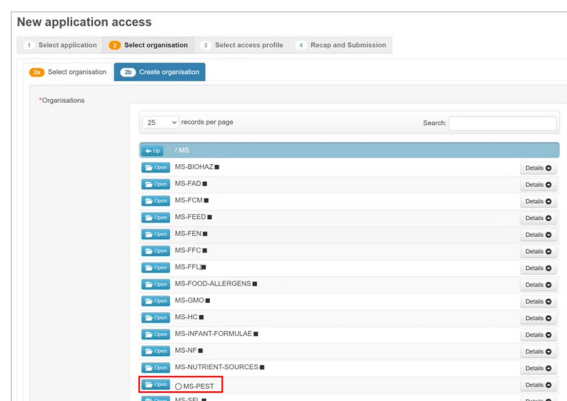 New application access
1 Select application 2 Select organisation 3 Select access profile 4 Recap and Submission
2a Select organisation 2b Create organisation
*Organisations
25 records per page Search:
Up / MS
Open MS-BIOHAZ Details
Open MS-FAD Details
Open MS-FCM Details
Open MS-FEED Details
Open MS-FEN Details
Open MS-FFC Details
Open MS-FFL Details
Open MS-FOOD-ALLERGENS Details
Open MS-GMO Details
Open MS-HC Details
Open MS-INFANT-FORMULAE Details
Open MS-NF Details
Open MS-NUTRIENT-SOURCES Details
Open MS-PEST Details